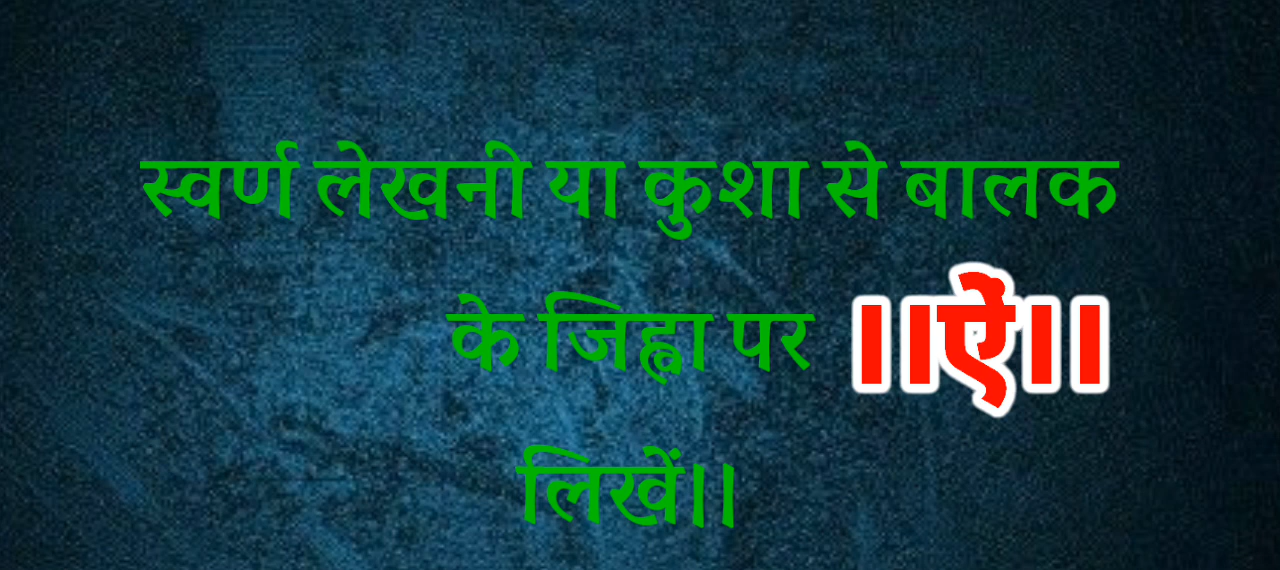 स्वर्ण लेखनी या कुशा से बालक
के जिह्वा पर ।।ऐं।।
लिखें।।